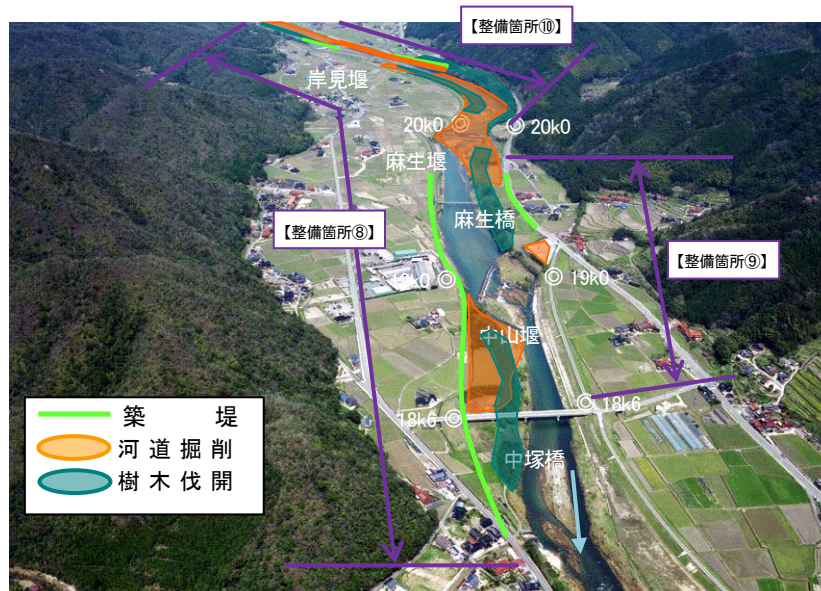 【整備箇所⑩】
岸見堰
20k0
20k0
麻生堰
麻生橋
【整備箇所⑧】
【整備箇所⑨】
19k0
中山堰
18k6
18k6
中塚橋
築 堤
河道掘削
樹木伐開